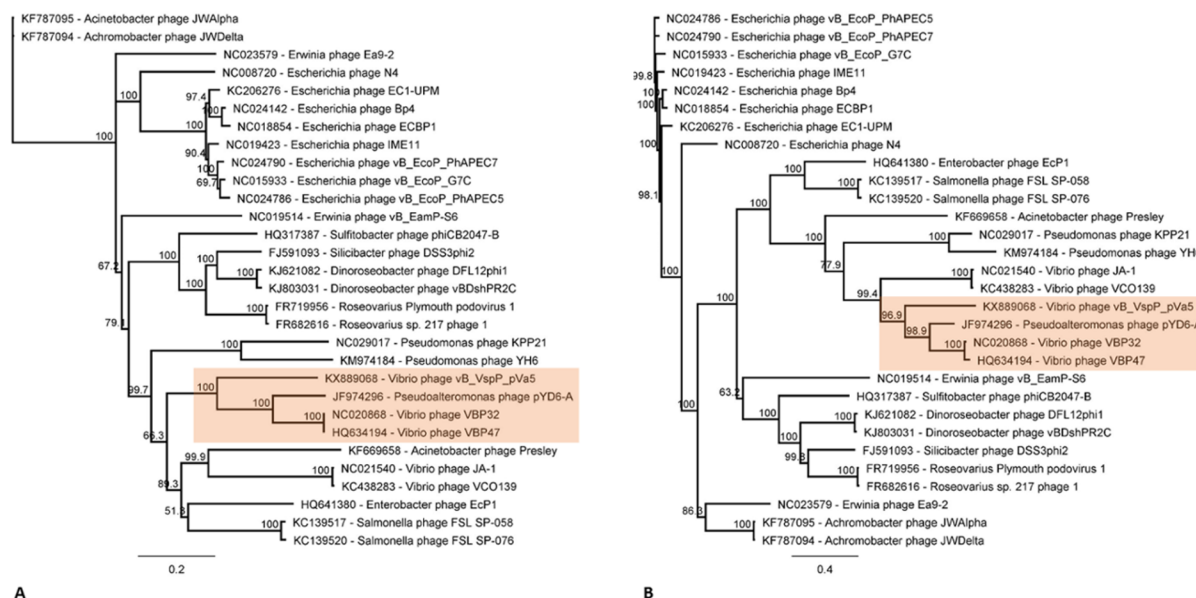 KF787095 - Acinetobacter phage JWAlpha
KF787094 - Achromobacter phage JWDelta
NC023579 - Erwinia phage Ea9-2
NC008720 - Escherichia phage N4
100
KC206276 - Escherichia phage EC1-UPM
97.4
NC024142 - Escherichia phage Bp4
100
NC018854 - Escherichia phage ECBP1
100
100
NC019423 - Escherichia phage IME11
90.4
NC024790 - Escherichia phage vB_EcoP_PhAPEC7
100
NC015933 - Escherichia phage vB_EcoP_G7C
69.7
NC024786 - Escherichia phage vB_EcoP_PhAPEC5
NC019514 - Erwinia phage vB_EamP-S6
HQ317387 - Sulfitobacter phage phiCB2047-B
100
FJ591093 - Silicibacter phage DSS3phi2
100
67.2
KJ621082 - Dinoroseobacter phage DFL12phi1
100
100
KJ803031 - Dinoroseobacter phage vBDshPR2C
FR719956 - Roseovarius Plymouth podovirus 1
100
FR682616 - Roseovarius sp. 217 phage 1
79.1
NC029017 - Pseudomonas phage KPP21
100
KM974184 - Pseudomonas phage YH6
KX889068 - Vibrio phage vB_VspP_pVa5
99.7
100
JF974296 - Pseudoalteromonas phage pYD6-A
100
NC020868 - Vibrio phage VBP32
100
HQ634194 - Vibrio phage VBP47
66.3
KF669658 - Acinetobacter phage Presley
99.9
NC021540 - Vibrio phage JA-1
100
KC438283 - Vibrio phage VCO139
89.3
HQ641380 - Enterobacter phage EcP1
51.8
KC139517 - Salmonella phage FSL SP-058
100
KC139520 - Salmonella phage FSL SP-076
0.2
A
NC024786 - Escherichia phage vB_EcoP_PhAPEC5
NC024790 - Escherichia phage vB_EcoP_PhAPEC7
NC015933 - Escherichia phage vB_EcoP_G7C
NC019423 - Escherichia phage IME11
99.8
NC024142 - Escherichia phage Bp4
100
NC018854 - Escherichia phage ECBP1
KC206276 - Escherichia phage EC1-UPM
100
NC008720 - Escherichia phage N4
HQ641380 - Enterobacter phage EcP1
100
KC139517 - Salmonella phage FSL SP-058
100
98.1
KC139520 - Salmonella phage FSL SP-076
100
KF669658 - Acinetobacter phage Presley
NC029017 - Pseudomonas phage KPP21
100
100
KM974184 - Pseudomonas phage YH6
77.9
NC021540 - Vibrio phage JA-1
100
100
KC438283 - Vibrio phage VCO139
99.4
100
KX889068 - Vibrio phage vB_VspP_pVa5
96.9
JF974296 - Pseudoalteromonas phage pYD6-A
98.9
NC020868 - Vibrio phage VBP32
100
HQ634194 - Vibrio phage VBP47
NC019514 - Erwinia phage vB_EamP-S6
63.2
HQ317387 - Sulfitobacter phage phiCB2047-B
100
KJ621082 - Dinoroseobacter phage DFL12phi1
100
100
KJ803031 - Dinoroseobacter phage vBDshPR2C
100
FJ591093 - Silicibacter phage DSS3phi2
99.8
FR719956 - Roseovarius Plymouth podovirus 1
100
FR682616 - Roseovarius sp. 217 phage 1
NC023579 - Erwinia phage Ea9-2
86.3
KF787095 - Achromobacter phage JWAlpha
100
KF787094 - Achromobacter phage JWDelta
0.4
B